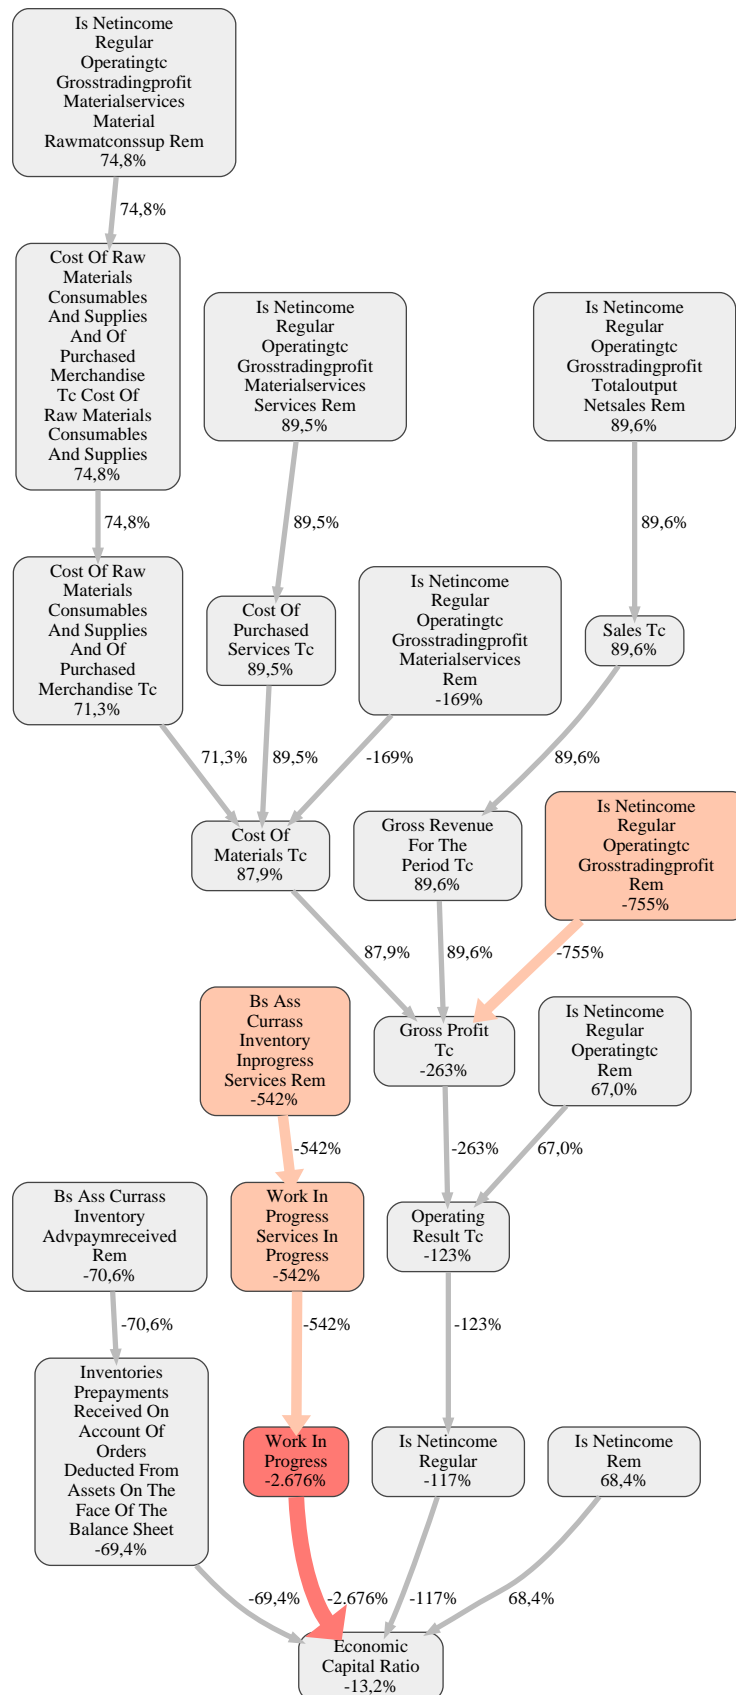 Is Netincome
Regular
Operatingtc
Grosstradingprofit
Materialservices
Material
Rawmatconssup Rem
74,8%
74,8%
Cost Of Raw
Materials
Consumables
And Supplies
And Of
Purchased
Merchandise
Tc Cost Of
Raw Materials
Consumables
And Supplies
74,8%
Is Netincome
Regular
Operatingtc
Grosstradingprofit
Materialservices
Services Rem
89,5%
Is Netincome
Regular
Operatingtc
Grosstradingprofit
Totaloutput
Netsales Rem
89,6%
74,8%
89,5%
89,6%
Cost Of Raw
Materials
Consumables
And Supplies
And Of
Purchased
Merchandise Tc
71,3%
Cost Of
Purchased
Services Tc
89,5%
Is Netincome
Regular
Operatingtc
Grosstradingprofit
Materialservices
Rem
-169%
Sales Tc
89,6%
71,3%
89,5%
-169%
89,6%
Cost Of
Materials Tc
87,9%
Gross Revenue
For The
Period Tc
89,6%
Is Netincome
Regular
Operatingtc
Grosstradingprofit
Rem
-755%
87,9%
89,6%
-755%
Bs Ass
Currass
Inventory
Inprogress
Services Rem
-542%
Gross Profit
Tc
-263%
Is Netincome
Regular
Operatingtc
Rem
67,0%
-542%
-263%
67,0%
Bs Ass Currass
Inventory
Advpaymreceived
Rem
-70,6%
Work In
Progress
Services In
Progress
-542%
Operating
Result Tc
-123%
-70,6%
-542%
-123%
Inventories
Prepayments
Received On
Account Of
Orders
Deducted From
Assets On The
Face Of The
Balance Sheet
-69,4%
Work In
Progress
-2.676%
Is Netincome
Regular
-117%
Is Netincome
Rem
68,4%
-69,4%
-2.676%
-117%
68,4%
Economic
Capital Ratio
-13,2%